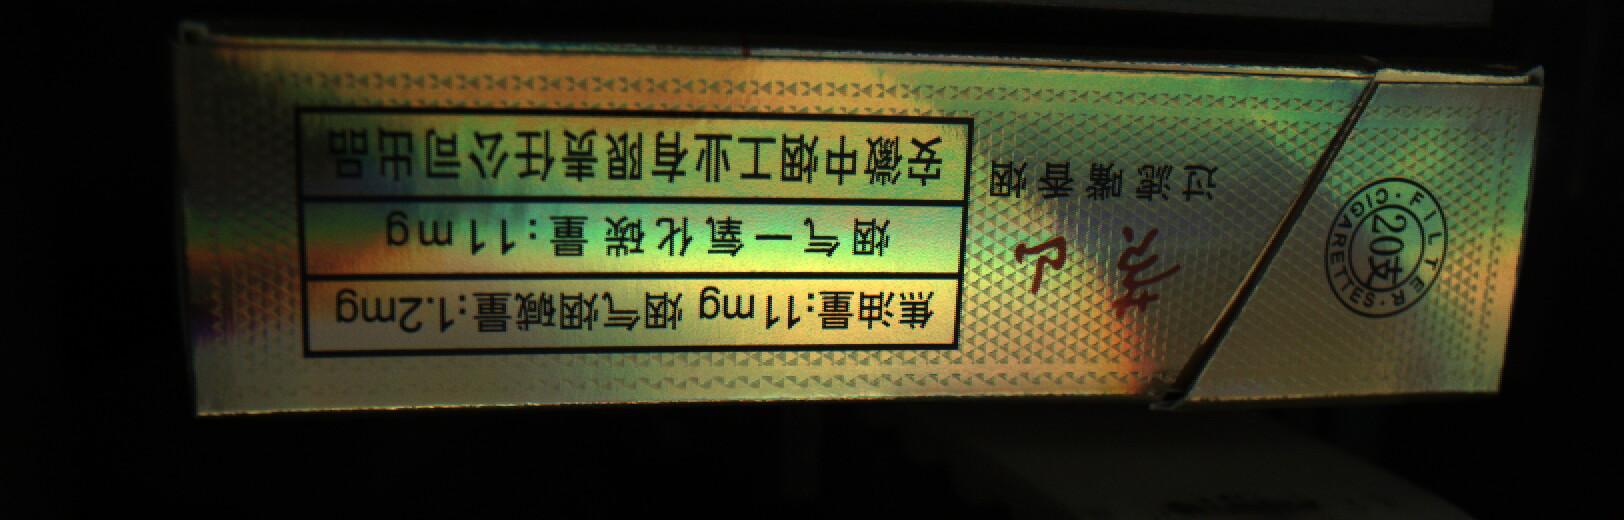 FILTER·CIGARETTES·
20支
黄山
过滤嘴香烟
焦油量:11mg 烟气烟碱量:1.2mg
烟气一氧化碳量:11mg
安徽中烟工业有限责任公司出品